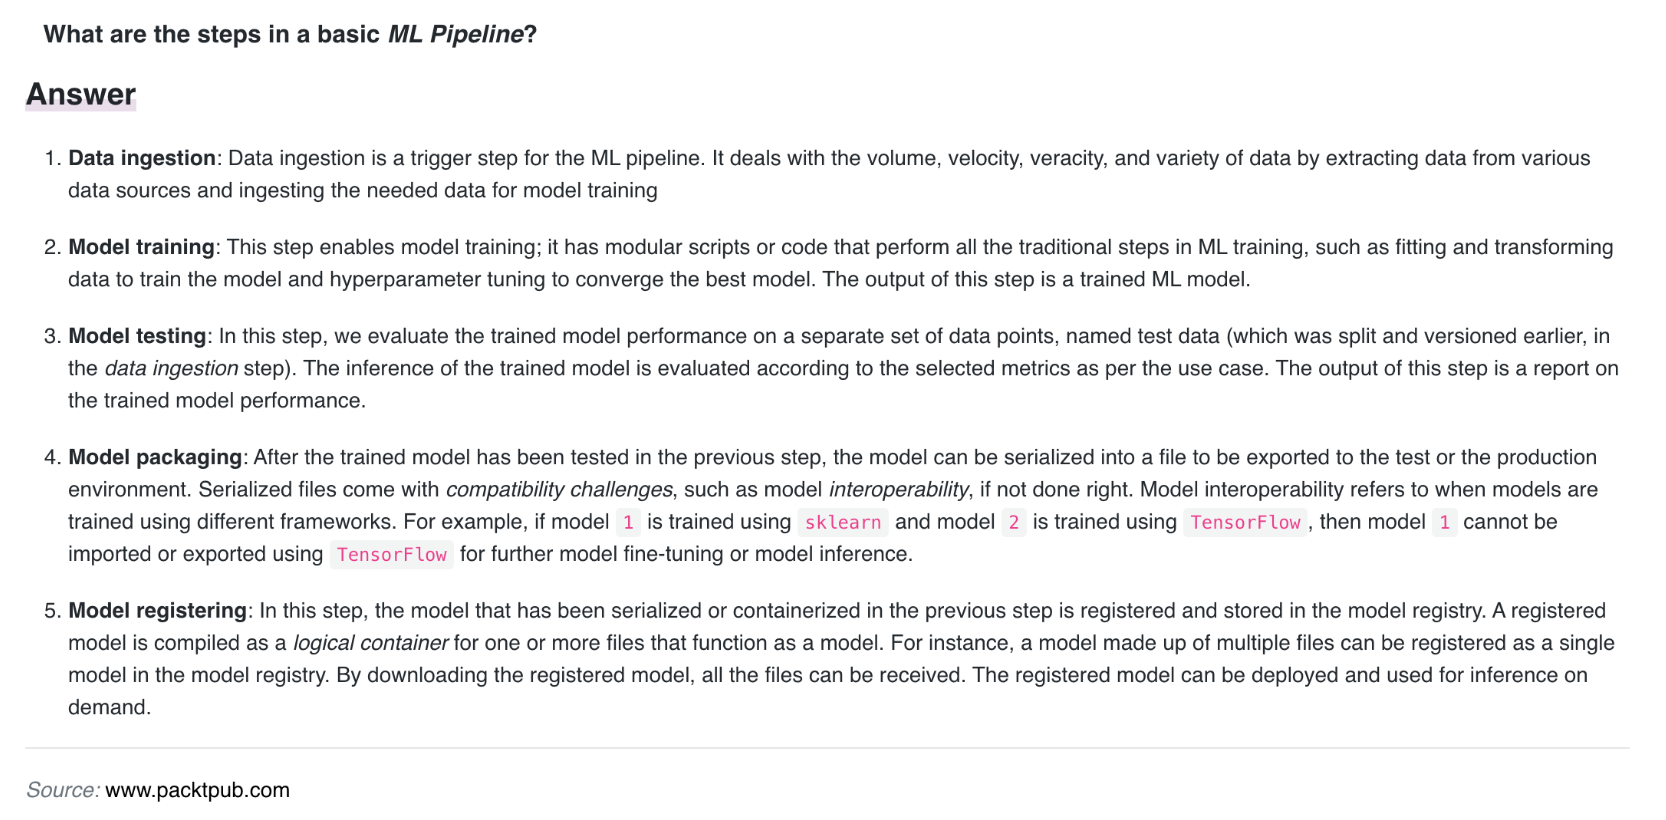 What are the steps in a basic ML Pipeline?
Answer
1. Data ingestion: Data ingestion is a trigger step for the ML pipeline. It deals with the volume, velocity, veracity, and variety of data by extracting data from various
data sources and ingesting the needed data for model training
2. Model training: This step enables model training; it has modular scripts or code that perform all the traditional steps in ML training, such as fitting and transforming
data to train the model and hyperparameter tuning to converge the best model. The output of this step is a trained ML model.
3. Model testing: In this step, we evaluate the trained model performance on a separate set of data points, named test data (which was split and versioned earlier, in
the data ingestion step). The inference of the trained model is evaluated according to the selected metrics as per the use case. The output of this step is a report on
the trained model performance.
4. Model packaging: After the trained model has been tested in the previous step, the model can be serialized into a file to be exported to the test or the production
environment. Serialized files come with compatibility challenges, such as model interoperability, if not done right. Model interoperability refers to when models are
trained using different frameworks. For example, if model 1 is trained using sklearn and model 2 is trained using TensorFlow, then model 1 cannot be
imported or exported using TensorFlow for further model fine-tuning or model inference.
5. Model registering: In this step, the model that has been serialized or containerized in the previous step is registered and stored in the model registry. A registered
model is compiled as a logical container for one or more files that function as a model. For instance, a model made up of multiple files can be registered as a single
model in the model registry. By downloading the registered model, all the files can be received. The registered model can be deployed and used for inference on
demand.
Source: www.packtpub.com